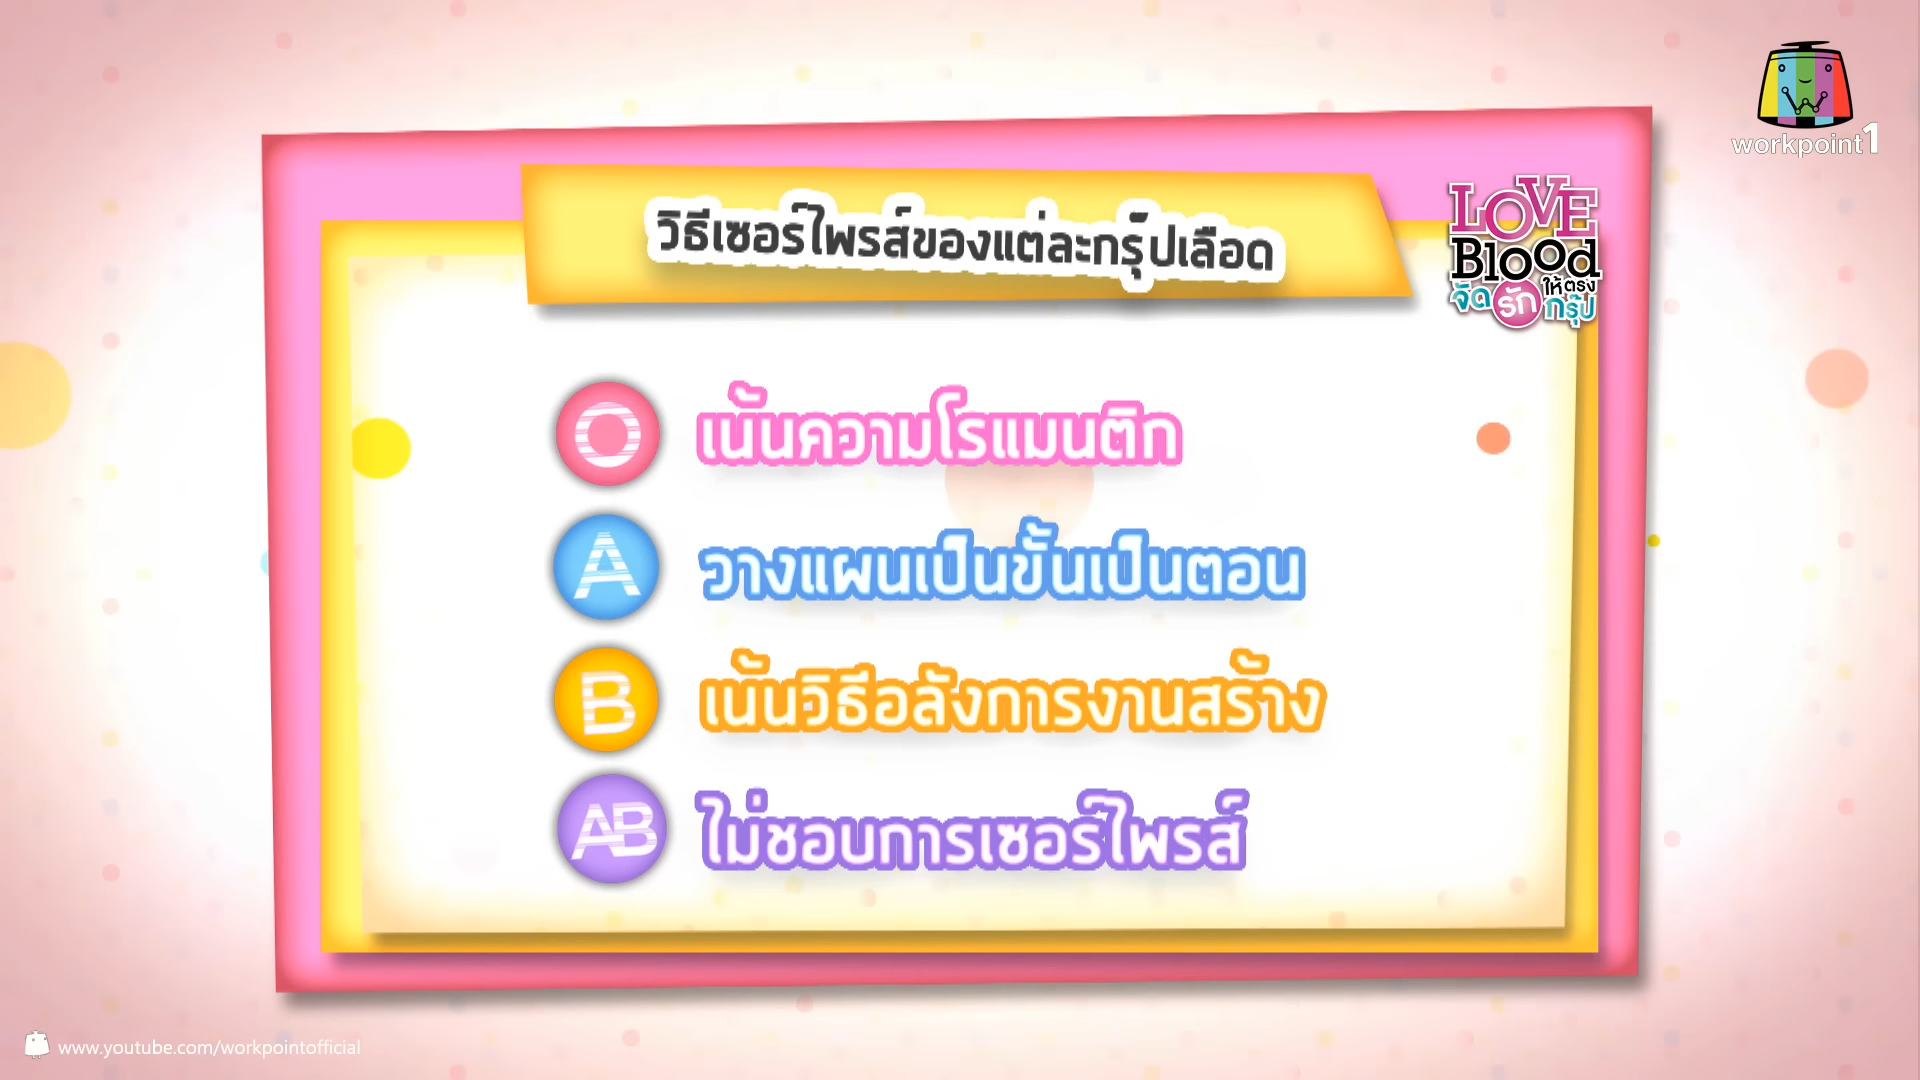 workpoint1
วิธีเซอร์ไพรส์ของแต่ละกรุ๊ปเลือด
LOVE
Blood
จัดรักให้ตรงกรุ๊ป
O เน้นความโรแมนติก
A วางแผนเป็นขั้นเป็นตอน
B เน้นวิธีอลังการงานสร้าง
AB ไม่ชอบการเซอร์ไพรส์
www.youtube.com/workpointofficial